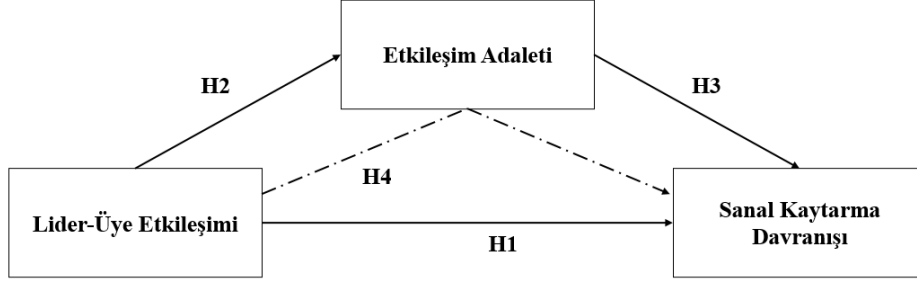 Etkileşim Adaleti
H2
H3
H4
Lider-Üye Etkileşimi
Sanal Kaytarma
Davranışı
H1